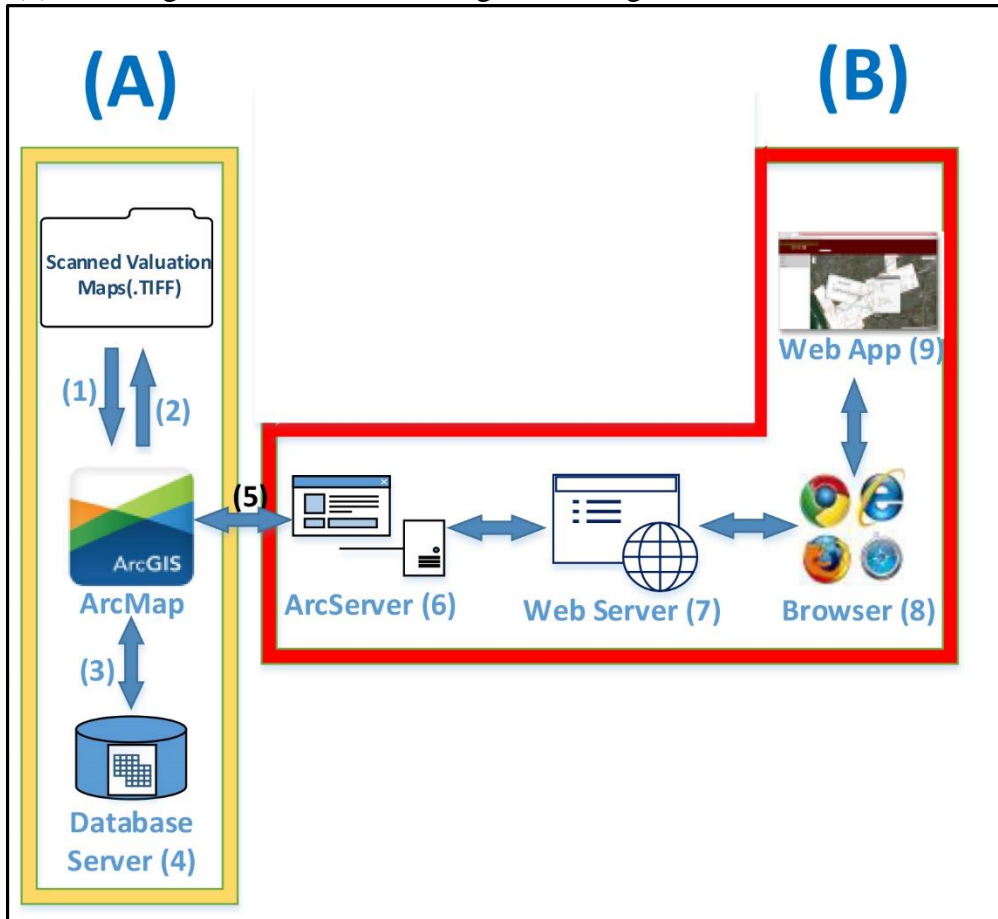 (A)
(B)
Scanned Valuation
Maps(.TIFF)
(1)
(2)
ArcGIS
ArcMap
(3)
Database
Server (4)
(5)
ArcServer (6)
Web Server (7)
Browser (8)
Web App (9)